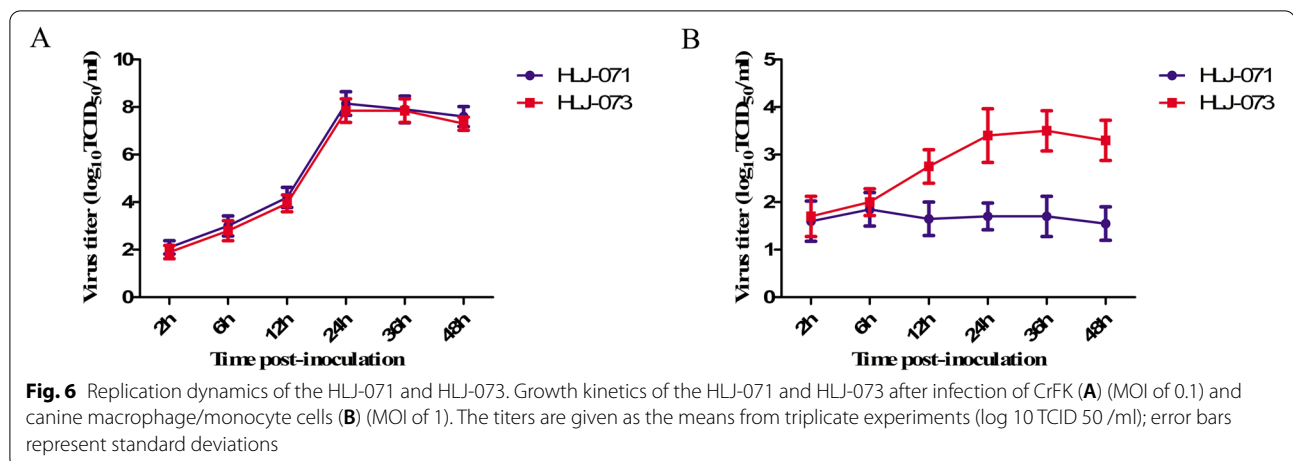 A
B
Virus titer (log10TCID50/ml)
10
8
6
4
2
0
2h
6h
12h
24h
36h
48h
Time post-inoculation
HLJ-071
HLJ-073
Virus titer (log10TCID50/ml)
5
4
3
2
1
0
2h
6h
12h
24h
36h
48h
Time post-inoculation
HLJ-071
HLJ-073
Fig. 6 Replication dynamics of the HLJ-071 and HLJ-073. Growth kinetics of the HLJ-071 and HLJ-073 after infection of CrFK (A) (MOI of 0.1) and
canine macrophage/monocyte cells (B) (MOI of 1). The titers are given as the means from triplicate experiments (log 10 TCID 50 /ml); error bars
represent standard deviations